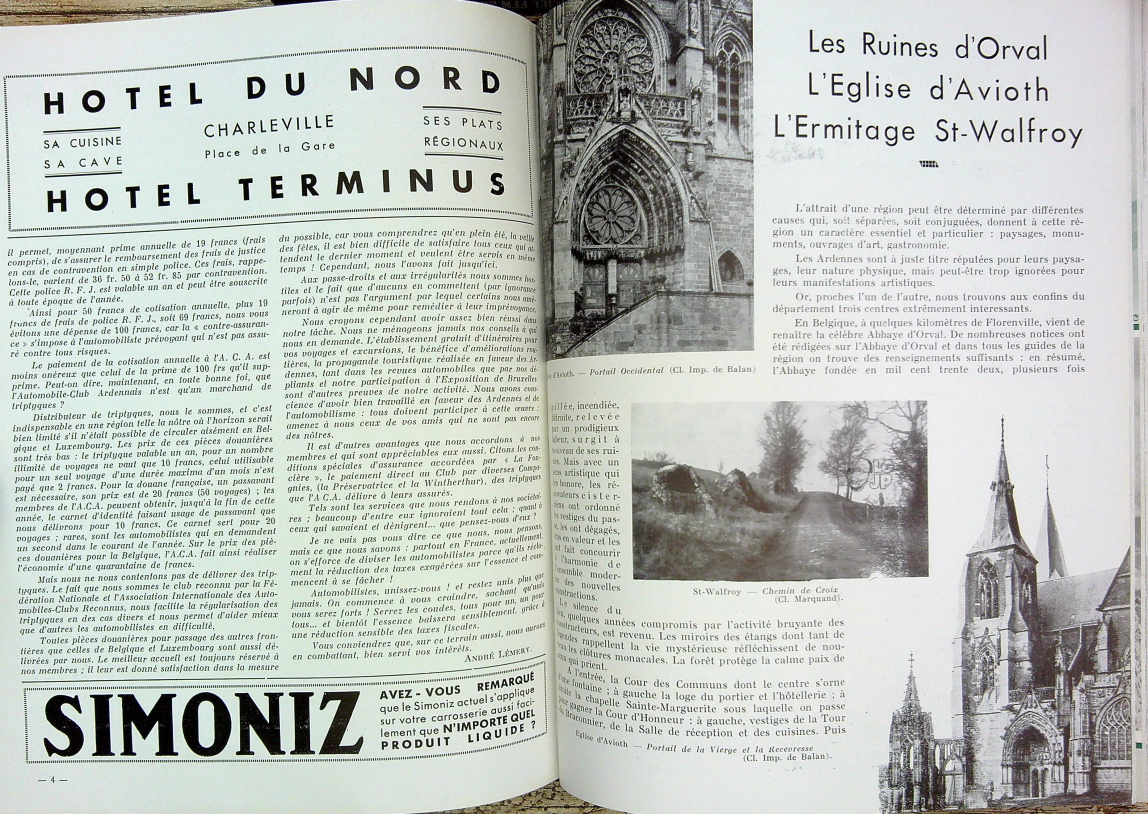 HOTEL DU NORD
SA CUISINE
SA CAVE
CHARLEVILLE
Place de la Gare
SES PLATS
RÉGIONAUX
HOTEL TERMINUS
il permet, moyennant prime annuelle de 19 francs (frais
compris), de s'assurer le remboursement des frais de justice
en cas de contravention en simple police. Ces frais, rappe-
lons-le, varient de 36 fr. 50 à 52 fr. 85 par contravention.
Cette police R. F. J. est valable un an et peut être souscrite
à toute époque de l'année.
Ainsi pour 50 francs de cotisation annuelle, plus 19
francs de frais de police R. F. J., soit 69 francs, nous vous
évitons une dépense de 100 francs, car la « contre-assuran-
ce » s'impose à l'automobiliste prévoyant qui n'est pas assu-
ré contre tous risques.
Le paiement de la cotisation annuelle à l'A. C. A. est
moins onéreux que celui de la prime de 100 frs qu'il sup-
prime. Peut-on dire, maintenant, en toute bonne foi, que
l'Automobile-Club Ardennais n'est qu'un marchand de
triptyques ?
Distributeur de triptyques, nous le sommes, et c'est
indispensable en une région telle la nôtre où l'horizon serait
bien limité s'il n'était possible de circuler aisément en Bel-
gique et Luxembourg. Les prix de ces pièces douanières
sont très bas : le triptyque valable un an, pour un nombre
illimité de voyages ne vaut que 10 francs, celui utilisable
pour un seul voyage d'une durée maxima d'un mois n'est
payé que 2 francs. Pour la douane française, un passavant
est nécessaire, son prix est de 20 francs (50 voyages) ; les
membres de l'A.C.A. peuvent obtenir, jusqu'à la fin de cette
année, le carnet d'identité faisant usage de passavant que
nous délivrons pour 10 francs. Ce carnet sert pour 20
voyages ; rares, sont les automobilistes qui en demandent
un second dans le courant de l'année. Sur le prix des piè-
ces douanières pour la Belgique, l'A.C.A. fait ainsi réaliser
l'économie d'une quarantaine de francs.
Mais nous ne nous contentons pas de délivrer des trip-
tyques. Le fait que nous sommes le club reconnu par la Fé-
dération Nationale et l'Association Internationale des Auto-
mobiles-Clubs Reconnus, nous facilite la régularisation des
triptyques en des cas divers et nous permet d'aider mieux
que d'autres les automobilistes en difficulté.
Toutes pièces douanières pour passage des autres fron-
tières que celles de Belgique et Luxembourg sont aussi dé-
livrées par nous. Le meilleur accueil est toujours réservé à
nos membres ; il leur est donné satisfaction dans la mesure
du possible, car vous comprendrez qu'en plein été, la veille
des fêtes, il est bien difficile de satisfaire tous ceux qui at-
tendent le dernier moment et veulent être servis en même
temps ! Cependant, nous l'avons fait jusqu'ici.
Aux passe-droits et aux irrégularités nous sommes hos-
tiles et le fait que d'aucuns en commettent (par ignorance
parfois) n'est pas l'argument par lequel certains nous amè-
neront à agir de même pour remédier à leur imprévoyance.
Nous croyons cependant avoir assez bien réussi dans
notre tâche. Nous ne ménageons jamais nos conseils à qui
nous en demande. L'établissement gratuit d'itinéraires pour
vos voyages et excursions, le bénéfice d'améliorations rou-
tières, la propagande touristique réalisée en faveur des Ar-
dennes, tant dans les revues automobiles que par nos dé-
pliants et notre participation à l'Exposition de Bruxelles
sont d'autres preuves de notre activité. Nous avons cons-
cience d'avoir bien travaillé en faveur des Ardennes et de
l'automobilisme : tous doivent participer à cette œuvre ;
amenez à nous ceux de vos amis qui ne sont pas encore
des nôtres.
Il est d'autres avantages que nous accordons à nos
membres et qui sont appréciables eux aussi. Citons les con-
ditions spéciales d'assurance accordées par « La Fon-
cière », le paiement direct au Club par diverses Compa-
gnies, (la Préservatrice et la Wintherthur), des triptyques
que l'A.C.A. délivre à leurs assurés.
Tels sont les services que nous rendons à nos sociétai-
res ; beaucoup d'entre eux ignoraient tout cela ; quant à
ceux qui savaient et dénigrent... que pensez-vous d'eux ?
Je ne vais pas vous dire ce que nous, nous pensons,
mais ce que nous savons : partout en France, actuellement,
on s'efforce de diviser les automobilistes parce qu'ils récla-
ment la réduction des taxes exagérées sur l'essence et com-
mencent à se fâcher !
Automobilistes, unissez-vous ! et restez unis plus que
jamais. On commence à vous craindre, sachant qu'unis
vous serez forts ! Serrez les coudes, tous pour un, un pour
tous... et bientôt l'essence baissera sensiblement, grâce à
une réduction sensible des taxes fiscales.
Vous conviendrez que, sur ce terrain aussi, nous aurons
en combattant, bien servi vos intérêts.
ANDRÉ LÉMERY.
SIMONIZ
AVEZ-VOUS REMARQUÉ
que le Simoniz actuel s'applique
sur votre carrosserie aussi faci-
lement que N'IMPORTE QUEL
PRODUIT LIQUIDE ?
— 4 —
d'Avioth. — Portail Occidental (Cl. Imp. de Balan)
Les Ruines d'Orval
L'Eglise d'Avioth
L'Ermitage St-Walfroy
L'attrait d'une région peut être déterminé par différentes
causes qui, soit séparées, soit conjuguées, donnent à cette ré-
gion un caractère essentiel et particulier : paysages, monu-
ments, ouvrages d'art, gastronomie.
Les Ardennes sont à juste titre réputées pour leurs paysa-
ges, leur nature physique, mais peut-être trop ignorées pour
leurs manifestations artistiques.
Or, proches l'un de l'autre, nous trouvons aux confins du
département trois centres extrêmement interessants.
En Belgique, à quelques kilomètres de Florenville, vient de
renaître la célèbre Abbaye d'Orval. De nombreuses notices ont
été rédigées sur l'Abbaye d'Orval et dans tous les guides de la
région on trouve des renseignements suffisants : en résumé,
l'Abbaye fondée en mil cent trente deux, plusieurs fois
pillée, incendiée,
détruite, relevée
par un prodigieux
labeur, surgit à
nouveau de ses rui-
nes. Mais avec un
sens artistique qui
les honore, les ré-
novateurs cister-
ciens ont ordonné
les vestiges du pas-
sé, les ont dégagés,
mis en valeur et les
ont fait concourir
à l'harmonie de
l'ensemble moder-
ne des nouvelles
constructions.
Le silence du
quelques années compromis par l'activité bruyante des
constructeurs, est revenu. Les miroirs des étangs dont tant de
légendes rappellent la vie mystérieuse réfléchissent de nou-
veau les clôtures monacales. La forêt protège la calme paix de
ceux qui prient.
A l'entrée, la Cour des Communs dont le centre s'orne
d'une fontaine ; à gauche la loge du portier et l'hôtellerie ; à
droite la chapelle Sainte-Marguerite sous laquelle on passe
pour gagner la Cour d'Honneur : à gauche, vestiges de la Tour
du Braconnier, de la Salle de réception et des cuisines. Puis
JP
St-Walfroy — Chemin de Croix
(Cl. Marquand).
Eglise d'Avioth — Portail de la Vierge et la Recevresse
(Cl. Imp. de Balan).